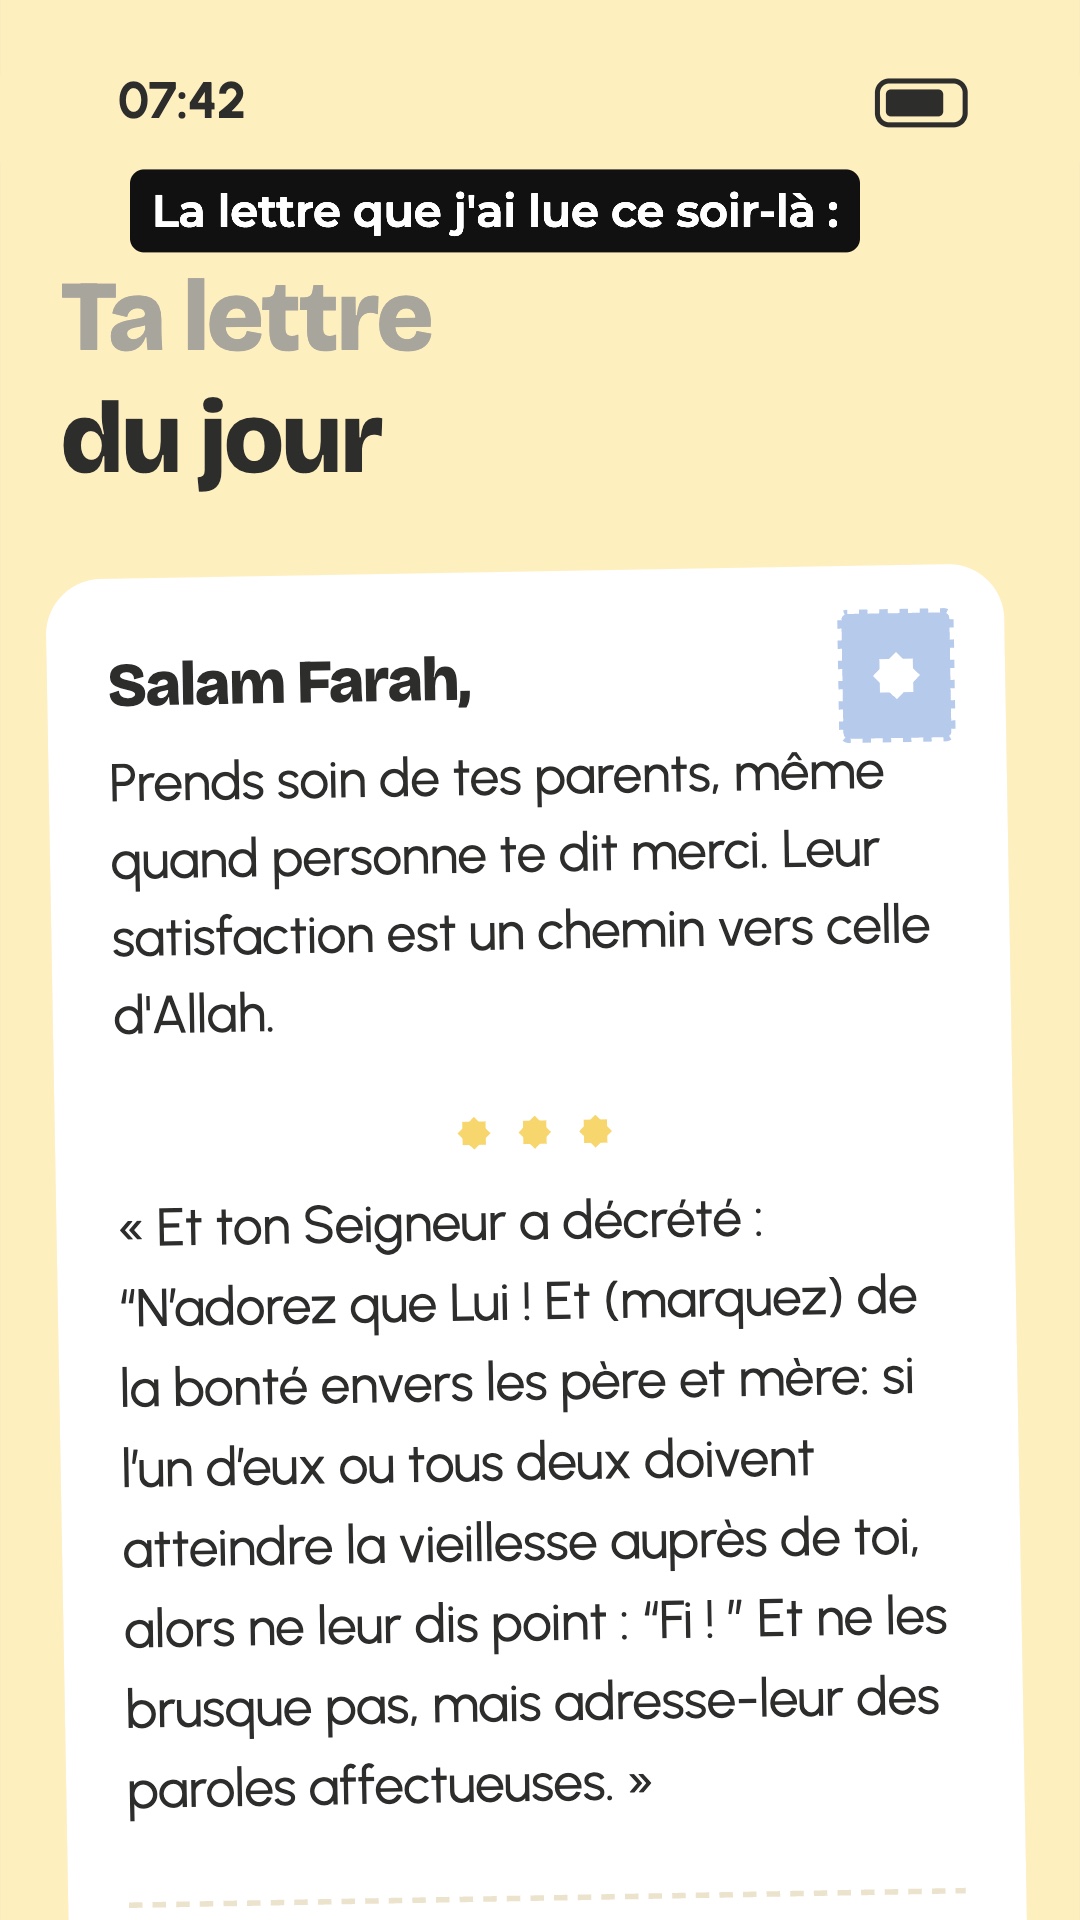 07:42
La lettre que j'ai lue ce soir-là :
Ta lettre
du jour
Salam Farah,
Prends soin de tes parents, même
quand personne te dit merci. Leur
satisfaction est un chemin vers celle
d'Allah.
« Et ton Seigneur a décrété :
“N’adorez que Lui ! Et (marquez) de
la bonté envers les père et mère: si
l’un d’eux ou tous deux doivent
atteindre la vieillesse auprès de toi,
alors ne leur dis point : “Fi ! ” Et ne les
brusque pas, mais adresse-leur des
paroles affectueuses. »